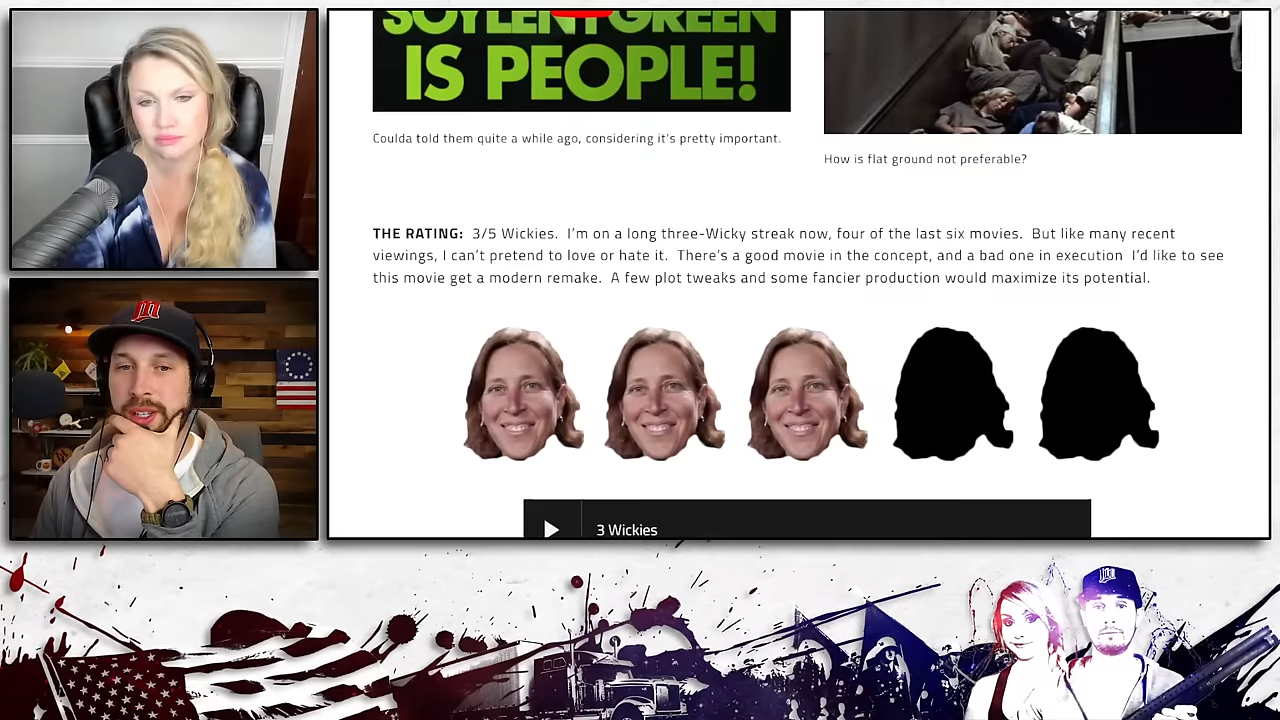 SOYLENT GREEN
IS PEOPLE!
Coulda told them quite a while ago, considering it's pretty important.
How is flat ground not preferable?
THE RATING:  3/5 Wickies.  I'm on a long three-Wicky streak now, four of the last six movies.  But like many recent
viewings, I can't pretend to love or hate it.  There's a good movie in the concept, and a bad one in execution  I'd like to see
this movie get a modern remake.  A few plot tweaks and some fancier production would maximize its potential.
3 Wickies